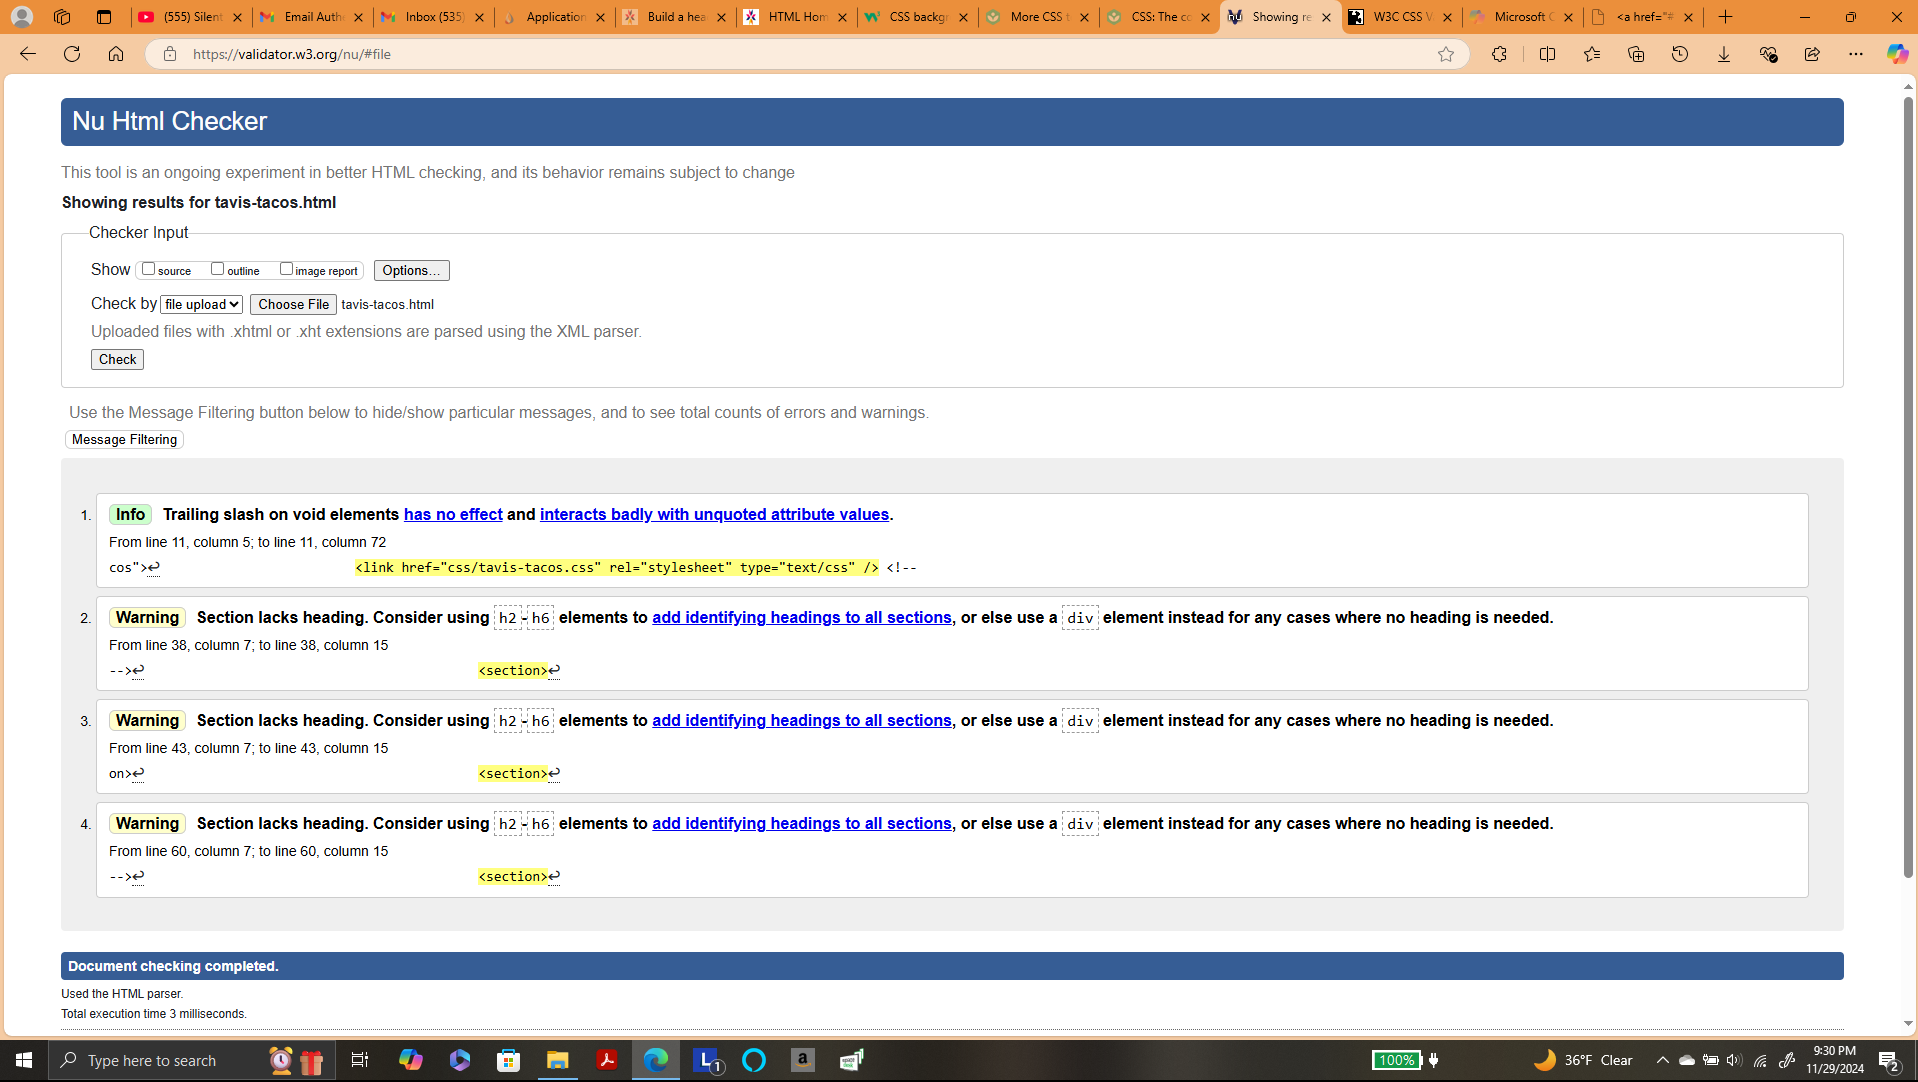 (555) Silent
Email Authe
Inbox (535)
Application
Build a hea
HTML Hom
CSS backgr
More CSS t
CSS: The co
Showing re
W3C CSS V
Microsoft C
<a href="#
https://validator.w3.org/nu/#file
Nu Html Checker
This tool is an ongoing experiment in better HTML checking, and its behavior remains subject to change
Showing results for tavis-tacos.html
Checker Input
Show source outline image report Options...
Check by file upload Choose File tavis-tacos.html
Uploaded files with .xhtml or .xht extensions are parsed using the XML parser.
Check
Use the Message Filtering button below to hide/show particular messages, and to see total counts of errors and warnings.
Message Filtering
1. Info Trailing slash on void elements has no effect and interacts badly with unquoted attribute values.
From line 11, column 5; to line 11, column 72
cos">↩ <link href="css/tavis-tacos.css" rel="stylesheet" type="text/css" /> <!--
2. Warning Section lacks heading. Consider using h2-h6 elements to add identifying headings to all sections, or else use a div element instead for any cases where no heading is needed.
From line 38, column 7; to line 38, column 15
-->↩ <section>↩
3. Warning Section lacks heading. Consider using h2-h6 elements to add identifying headings to all sections, or else use a div element instead for any cases where no heading is needed.
From line 43, column 7; to line 43, column 15
on>↩ <section>↩
4. Warning Section lacks heading. Consider using h2-h6 elements to add identifying headings to all sections, or else use a div element instead for any cases where no heading is needed.
From line 60, column 7; to line 60, column 15
-->↩ <section>↩
Document checking completed.
Used the HTML parser.
Total execution time 3 milliseconds.
Type here to search
L 1
a
100%
36°F Clear
9:30 PM
11/29/2024
2